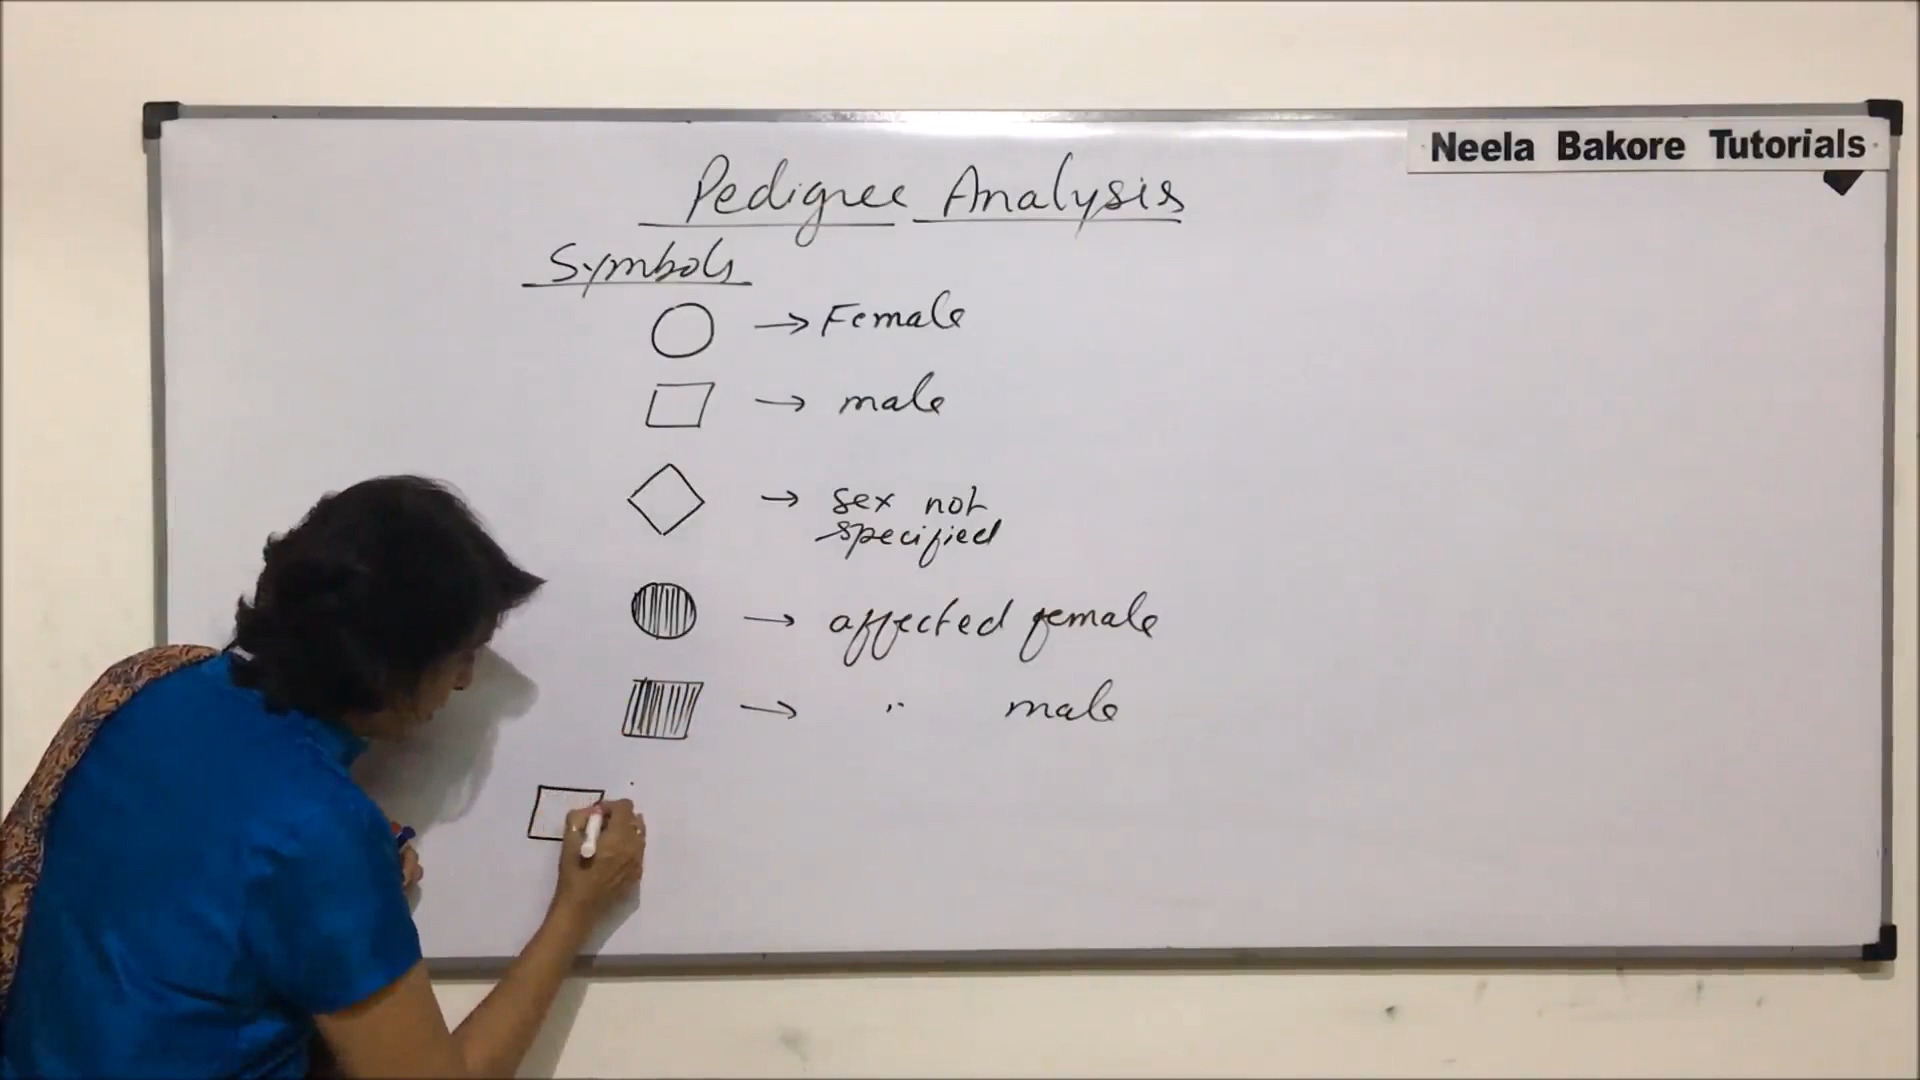 Neela Bakore Tutorials
Pedigree Analysis
Symbols
→ Female
→ male
→ sex not
specified
→ affected female
→ " male